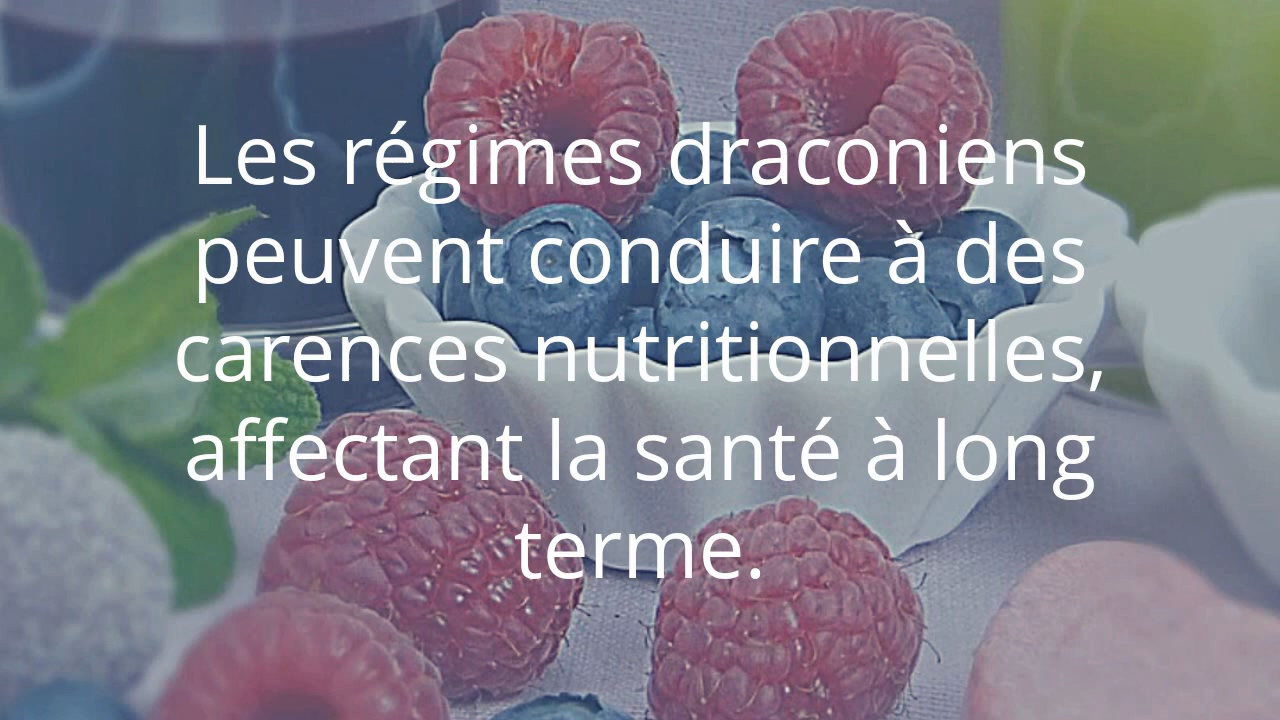 Les régimes draconiens
peuvent conduire à des
carences nutritionnelles,
affectant la santé à long
terme.